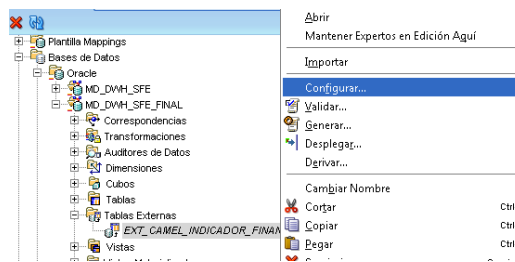 Plantilla Mappings
Bases de Datos
Oracle
MD_DWH_SFE
MD_DWH_SFE_FINAL
Correspondencias
Transformaciones
Auditores de Datos
Dimensiones
Cubos
Tablas
Tablas Externas
EXT_CAMEL_INDICADOR_FINAN
Vistas
Abrir
Mantener Expertos en Edición Aquí
Importar
Configurar...
Validar...
Generar...
Desplegar...
Derivar...
Cambiar Nombre
Cortar Ctrl
Copiar Ctrl
Pegar Ctrl